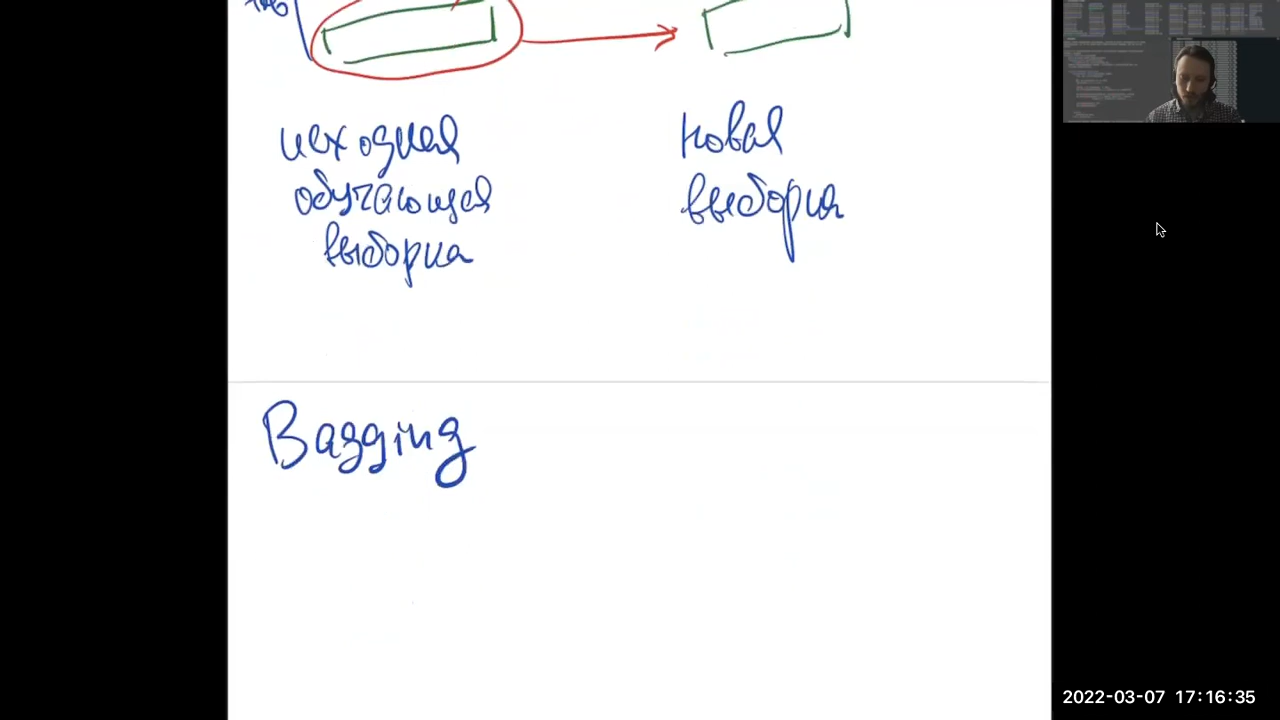 исходная
обучающая
выборка
новая
выборка
Bagging
2022-03-07 17:16:35